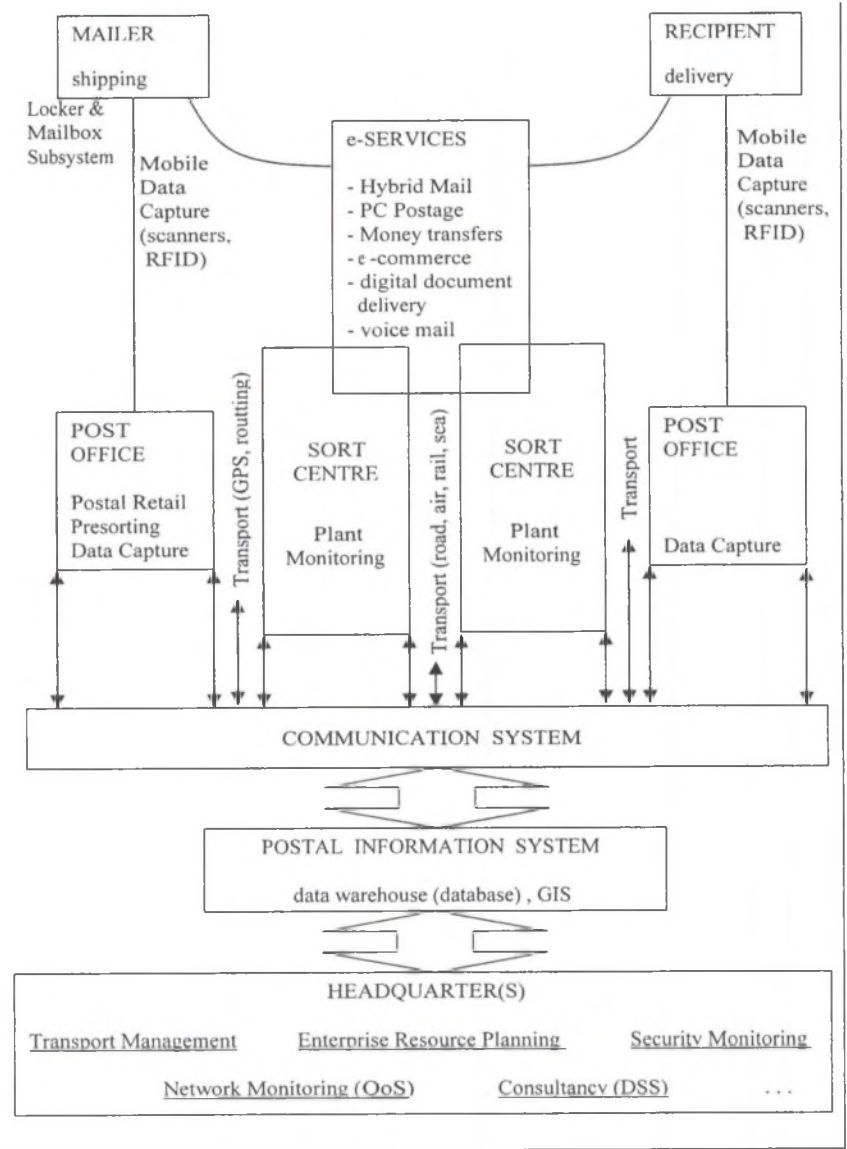 MAILER
shipping
RECIPIENT
delivery
Locker &
Mailbox
Subsystem
Mobile
Data
Capture
(scanners,
RFID)
e-SERVICES
- Hybrid Mail
- PC Postage
- Money transfers
- e-commerce
- digital document
delivery
- voice mail
Mobile
Data
Capture
(scanners,
RFID)
POST
OFFICE
Postal Retail
Presorting
Data Capture
Transport (GPS, routting)
SORT
CENTRE
Plant
Monitoring
Transport (road, air, rail, sca)
SORT
CENTRE
Plant
Monitoring
Transport
POST
OFFICE
Data Capture
COMMUNICATION SYSTEM
POSTAL INFORMATION SYSTEM
data warehouse (database) , GIS
HEADQUARTER(S)
Transport Management
Enterprise Resource Planning
Security Monitoring
Network Monitoring (QoS)
Consultancy (DSS)
...